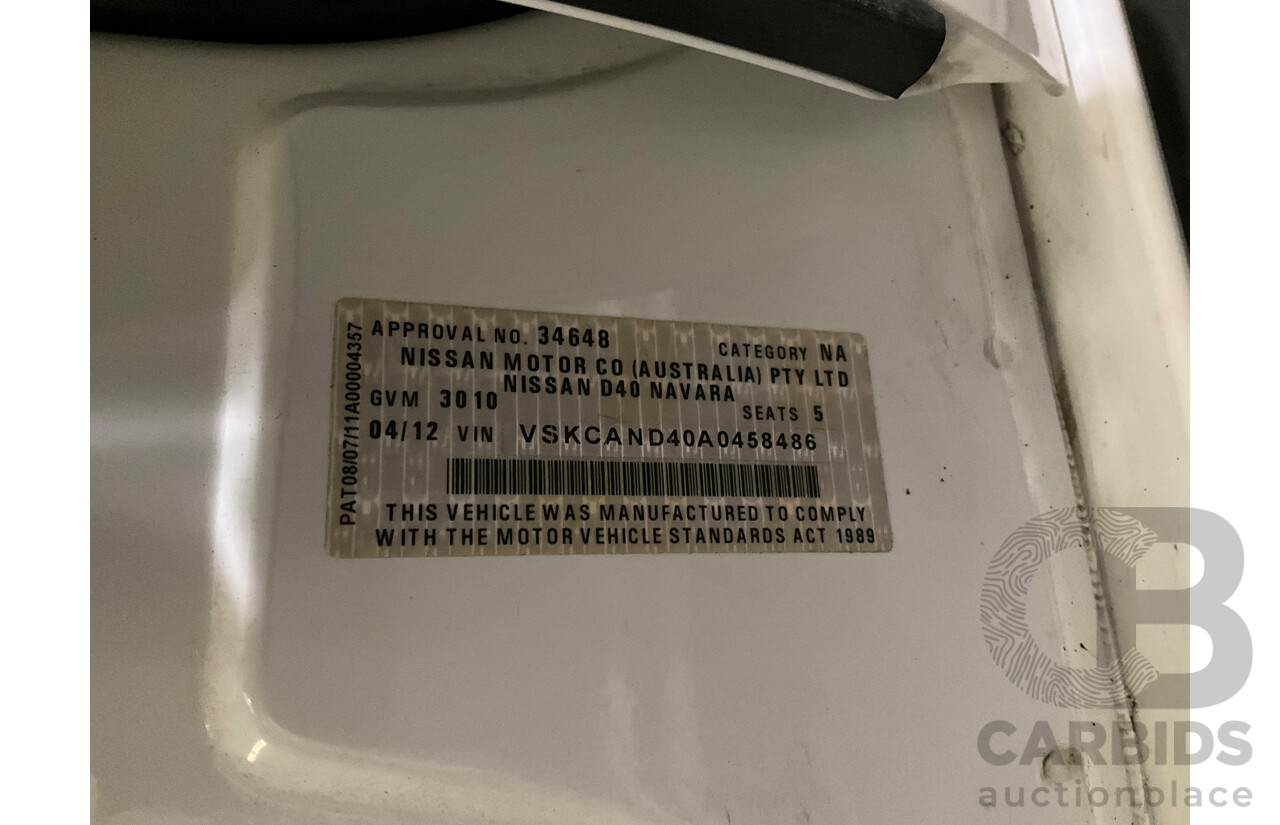 APPROVAL NO. 34648 CATEGORY NA
NISSAN MOTOR CO (AUSTRALIA) PTY LTD
NISSAN D40 NAVARA
GVM 3010 SEATS 5
04/12 VIN VSKCAND40A0458486
THIS VEHICLE WAS MANUFACTURED TO COMPLY
WITH THE MOTOR VEHICLE STANDARDS ACT 1989
PAT08/07/11A00004357
CB
CARBIDS
auctionplace